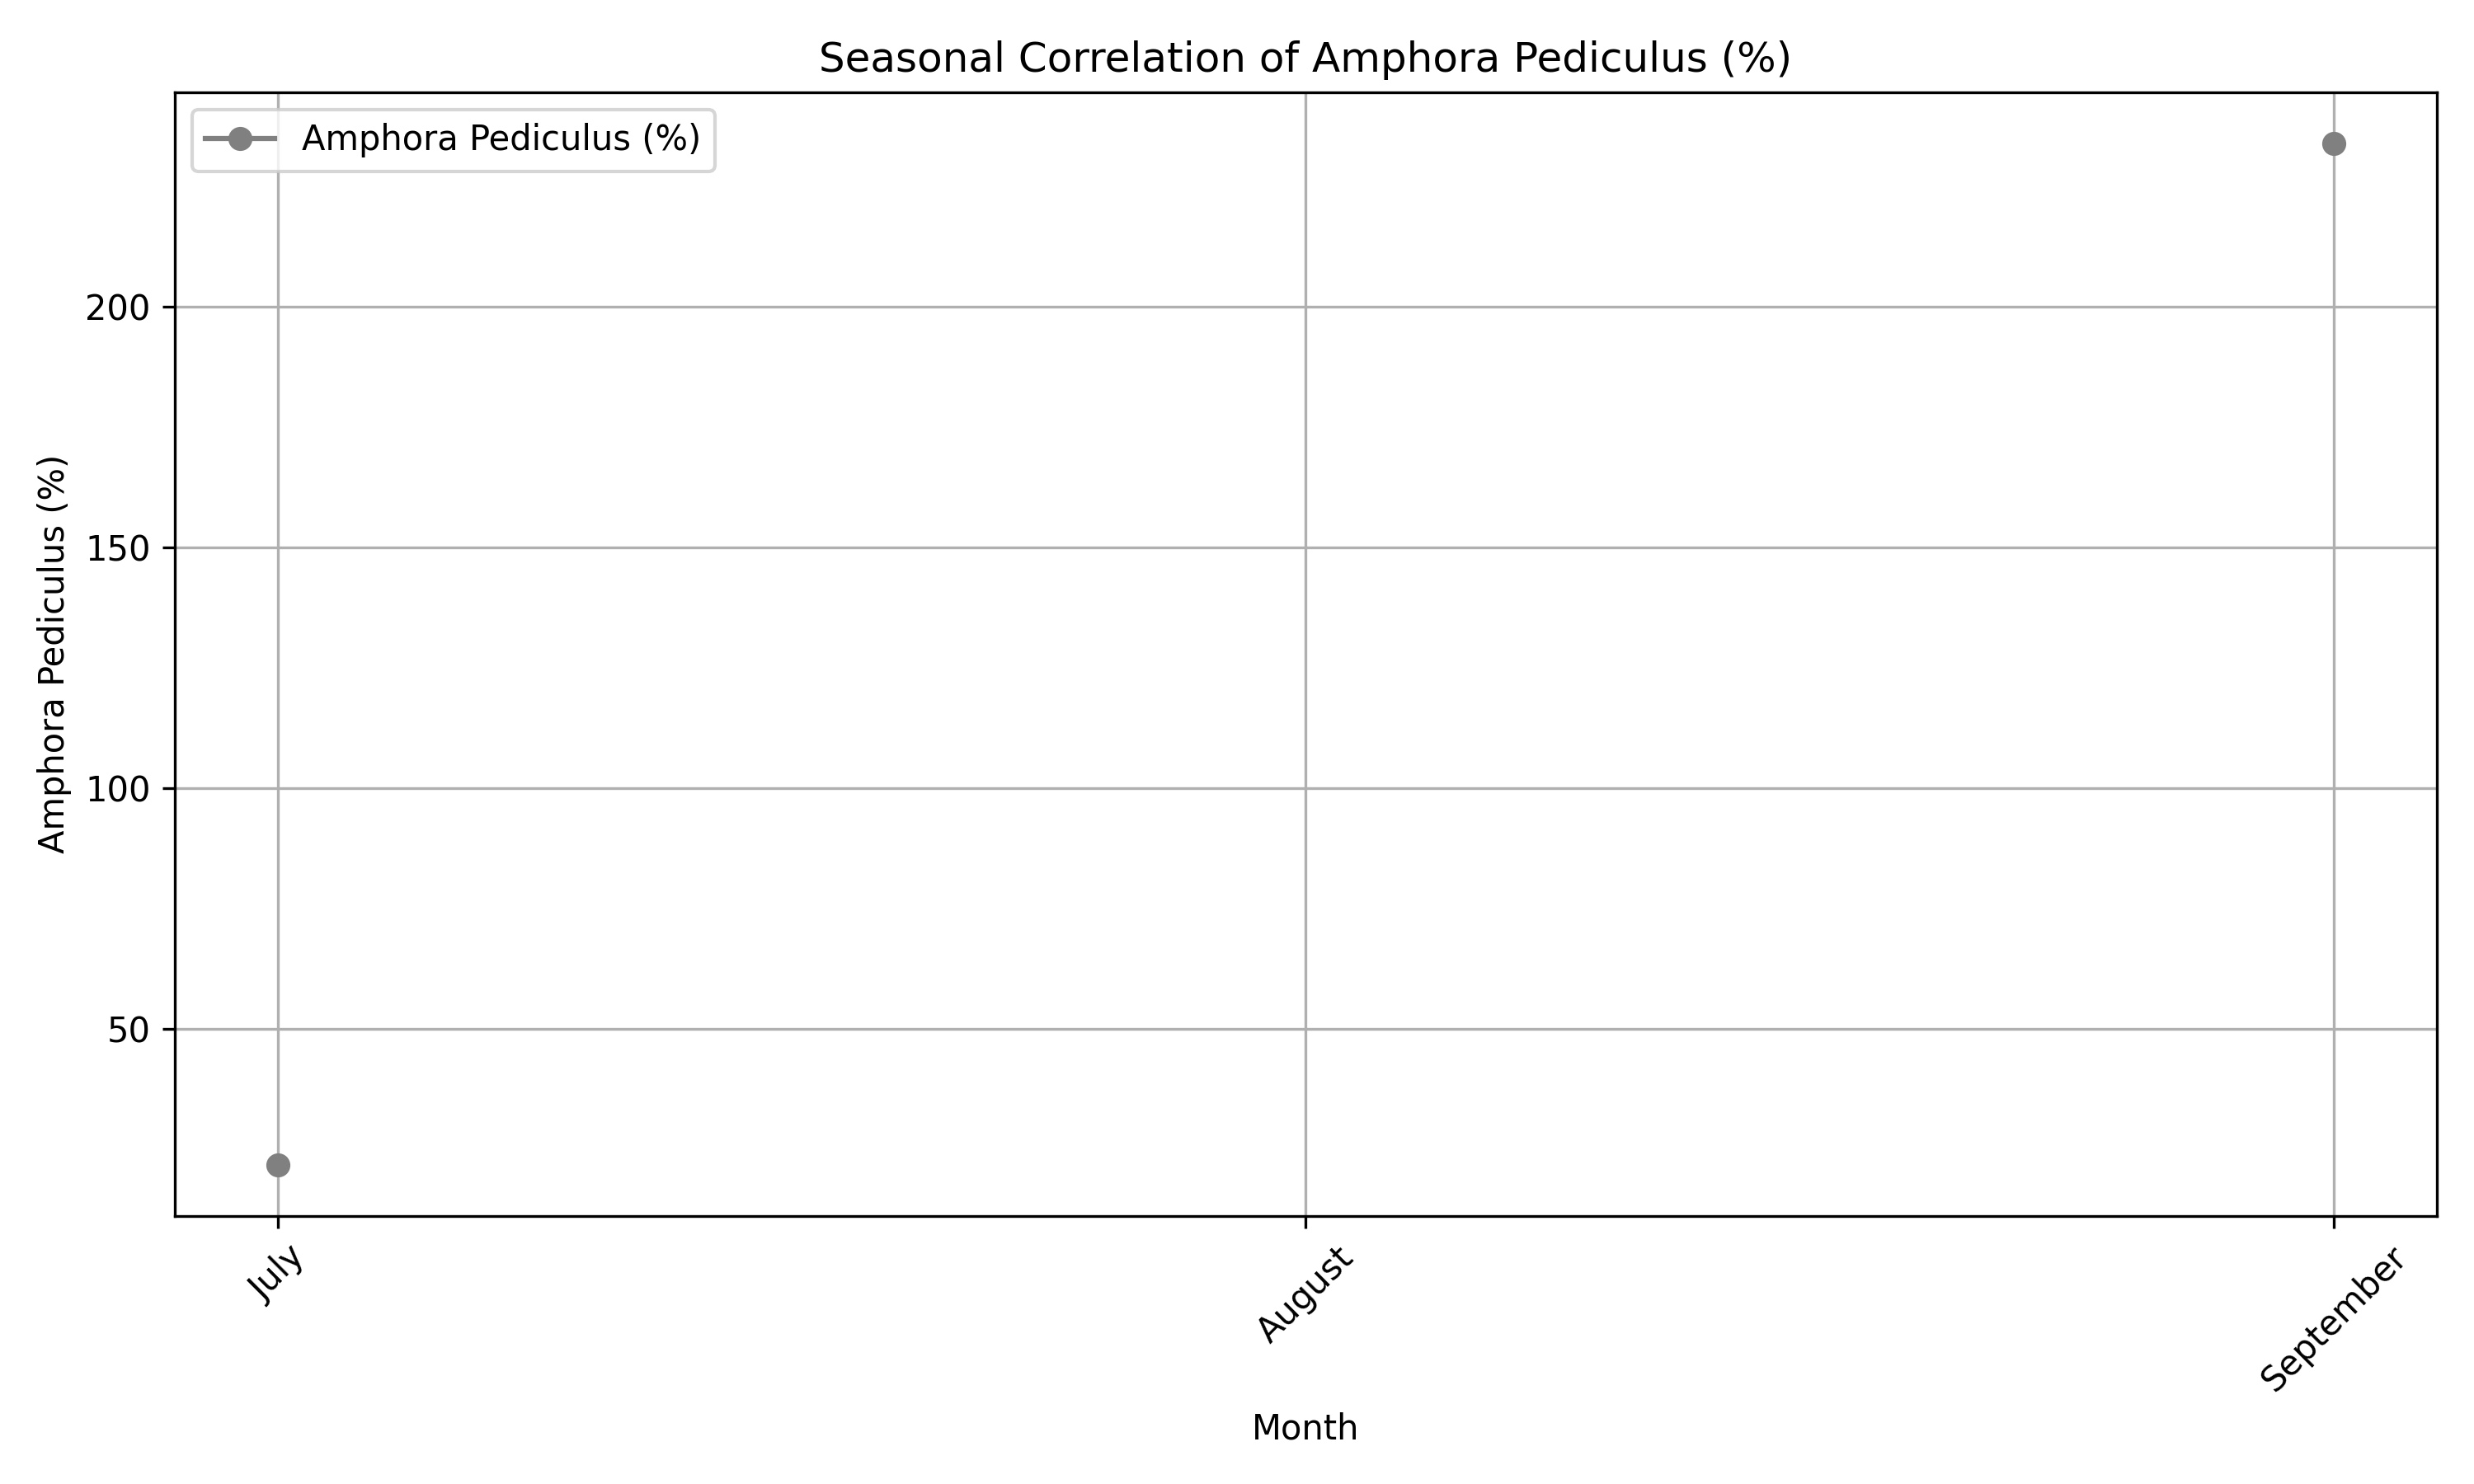 Seasonal Correlation of Amphora Pediculus (%)
Amphora Pediculus (%)
Amphora Pediculus (%)
200
150
100
50
July
August
September
Month